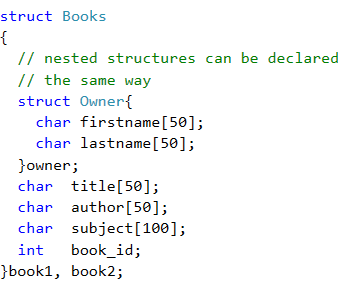 struct Books
{
  // nested structures can be declared
  // the same way
  struct Owner{
    char firstname[50];
    char lastname[50];
  }owner;
  char  title[50];
  char  author[50];
  char  subject[100];
  int   book_id;
}book1, book2;